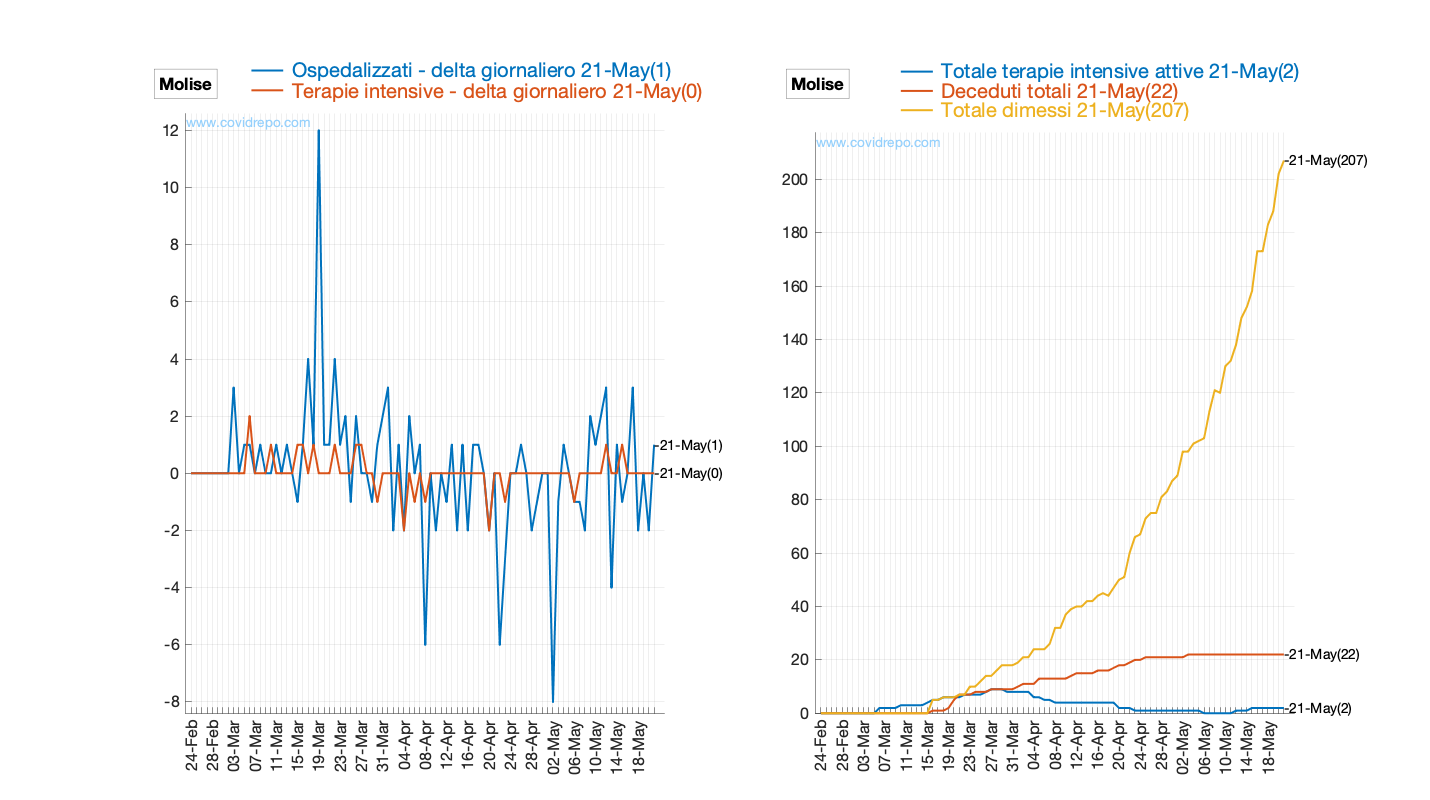 Molise
Ospedalizzati - delta giornaliero 21-May(1)
Terapie intensive - delta giornaliero 21-May(0)
www.covidrepo.com
12
10
8
6
4
2
0
-2
-4
-6
-8
-21-May(1)
-21-May(0)
24-Feb
28-Feb
03-Mar
07-Mar
11-Mar
15-Mar
19-Mar
23-Mar
27-Mar
31-Mar
04-Apr
08-Apr
12-Apr
16-Apr
20-Apr
24-Apr
28-Apr
02-May
06-May
10-May
14-May
18-May
Molise
Totale terapie intensive attive 21-May(2)
Deceduti totali 21-May(22)
Totale dimessi 21-May(207)
www.covidrepo.com
200
180
160
140
120
100
80
60
40
20
0
-21-May(207)
-21-May(22)
-21-May(2)
24-Feb
28-Feb
03-Mar
07-Mar
11-Mar
15-Mar
19-Mar
23-Mar
27-Mar
31-Mar
04-Apr
08-Apr
12-Apr
16-Apr
20-Apr
24-Apr
28-Apr
02-May
06-May
10-May
14-May
18-May